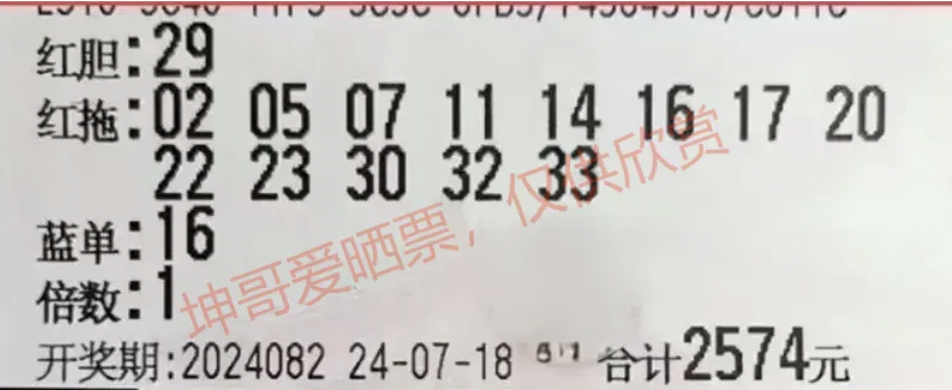 红胆:29
红拖:02 05 07 11 14 16 17 20
22 23 30 32 33
蓝单:16
倍数:1
开奖期:2024082 24-07-18 合计2574元
坤哥爱晒票,仅供欣赏